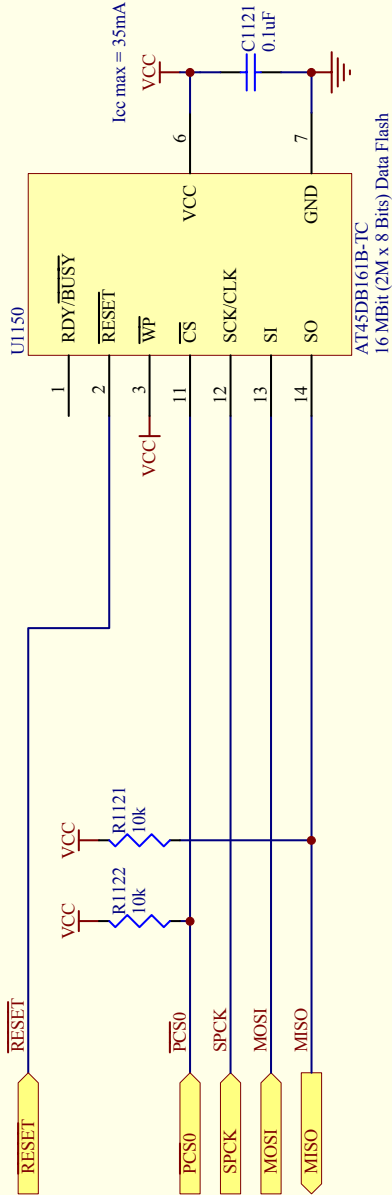 Icc max = 35mA
VCC
C1121
0.1uF
6
7
U1150
RDY/BUSY
RESET
WP
CS
SCK/CLK
SI
SO
VCC
GND
AT45DB161B-TC
16 MBit (2M x 8 Bits) Data Flash
1
2
3
11
12
13
14
VCC
VCC
R1121
10k
VCC
R1122
10k
RESET
PCS0
SPCK
MOSI
MISO
RESET
PCS0
SPCK
MOSI
MISO